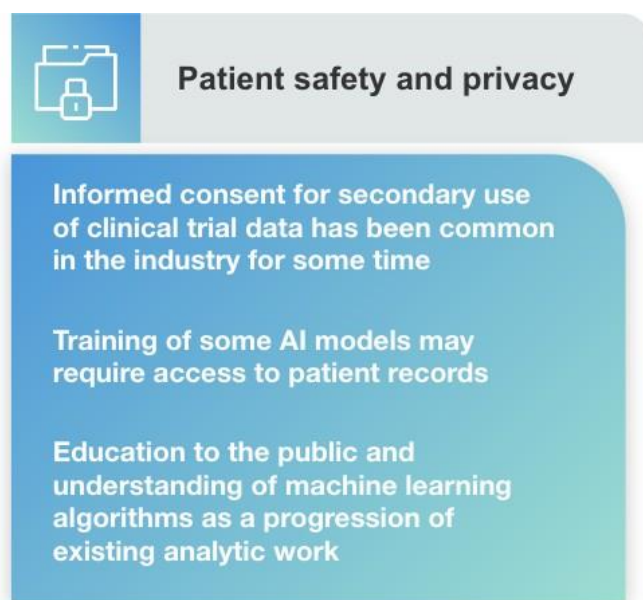 Patient safety and privacy
Informed consent for secondary use
of clinical trial data has been common
in the industry for some time
Training of some AI models may
require access to patient records
Education to the public and
understanding of machine learning
algorithms as a progression of
existing analytic work